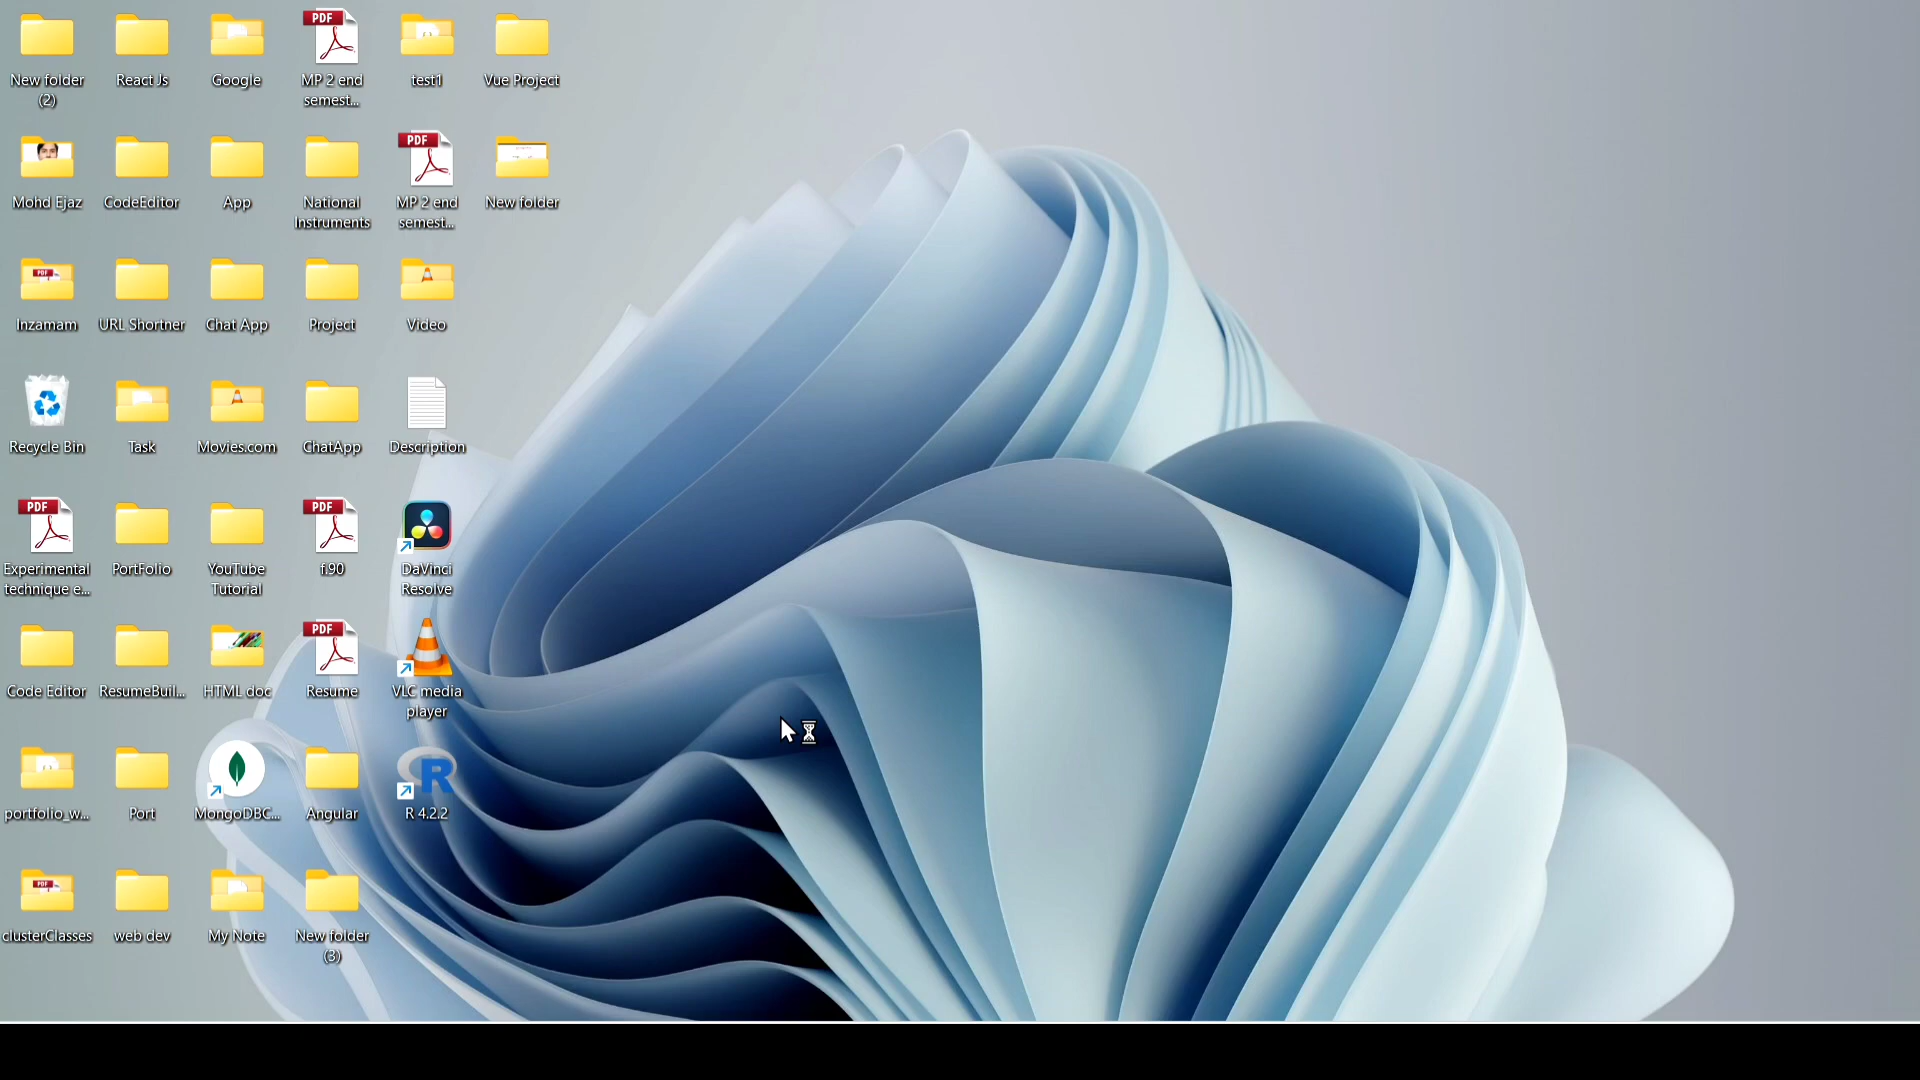 New folder
(2)
React Js
Google
PDF
MP 2 end
semest...
test1
Vue Project
Mohd Ejaz
CodeEditor
App
National
Instruments
PDF
MP 2 end
semest...
New folder
PDF
Inzamam
URL Shortner
Chat App
Project
Video
Recycle Bin
Task
Movies.com
ChatApp
Description
PDF
Experimental
technique e...
PortFolio
YouTube
Tutorial
PDF
f.90
DaVinci
Resolve
Code Editor
ResumeBuil...
HTML doc
PDF
Resume
VLC media
player
portfolio_w...
Port
MongoDBC...
Angular
R
R 4.2.2
PDF
clusterClasses
web dev
My Note
New folder
(3)